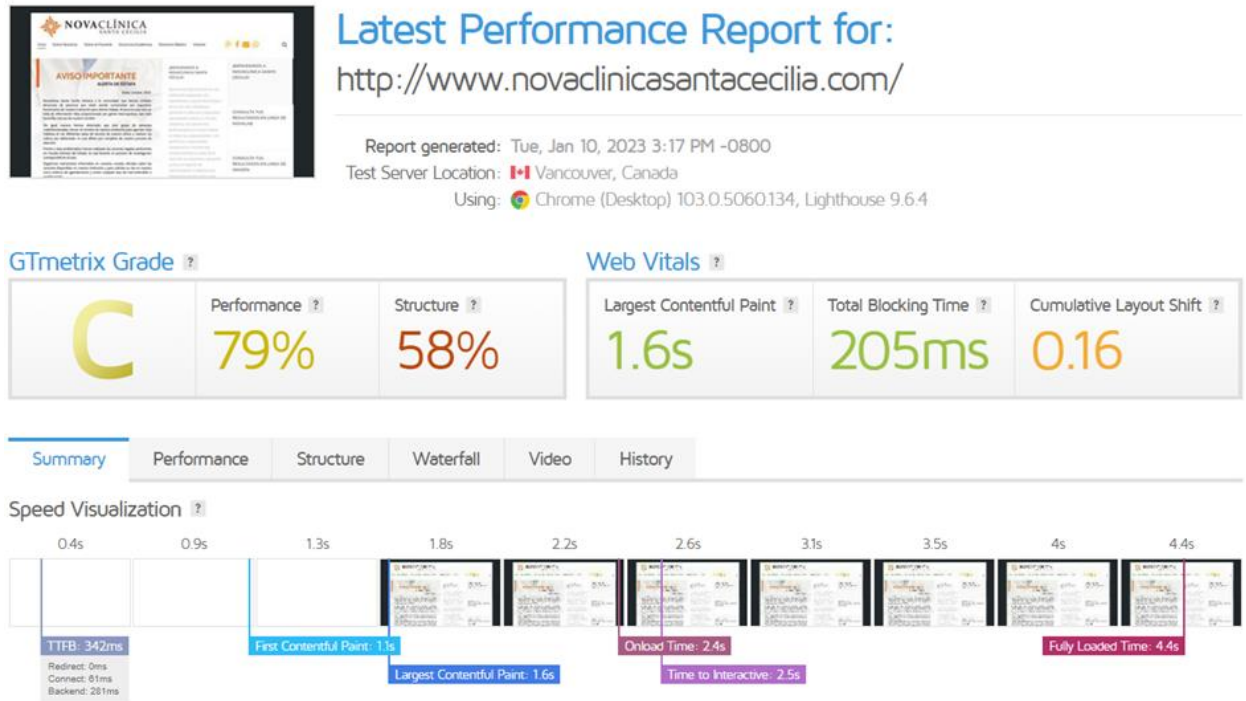 NOVACLÍNICA
SANTA CECILIA
AVISO IMPORTANTE
Latest Performance Report for:
http://www.novaclinicasantacecilia.com/
Report generated: Tue, Jan 10, 2023 3:17 PM -0800
Test Server Location: Vancouver, Canada
Using: Chrome (Desktop) 103.0.5060.134, Lighthouse 9.6.4
GTmetrix Grade ?
Web Vitals ?
C
Performance ?
79%
Structure ?
58%
Largest Contentful Paint ?
1.6s
Total Blocking Time ?
205ms
Cumulative Layout Shift ?
0.16
Summary Performance Structure Waterfall Video History
Speed Visualization ?
0.4s 0.9s 1.3s 1.8s 2.2s 2.6s 3.1s 3.5s 4s 4.4s
TTFB: 342ms
Redirect: 0ms
Connect: 61ms
Backend: 281ms
First Contentful Paint: 1.1s
Largest Contentful Paint: 1.6s
Onload Time: 2.4s
Time to Interactive: 2.5s
Fully Loaded Time: 4.4s